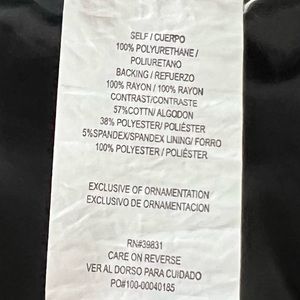 SELF / CUERPO
100% POLYURETHANE /
POLIURETANO
BACKING / REFUERZO
100% RAYON / 100% RAYON
CONTRAST/CONTRASTE
57%COTTN/ ALGODON
38% POLYESTER/ POLIÉSTER
5%SPANDEX/SPANDEX LINING/ FORRO
100% POLYESTER / POLIÉSTER
EXCLUSIVE OF ORNAMENTATION
EXCLUSIVO DE ORNAMENTACION
RN#39831
CARE ON REVERSE
VER AL DORSO PARA CUIDADO
PO#100-00040185